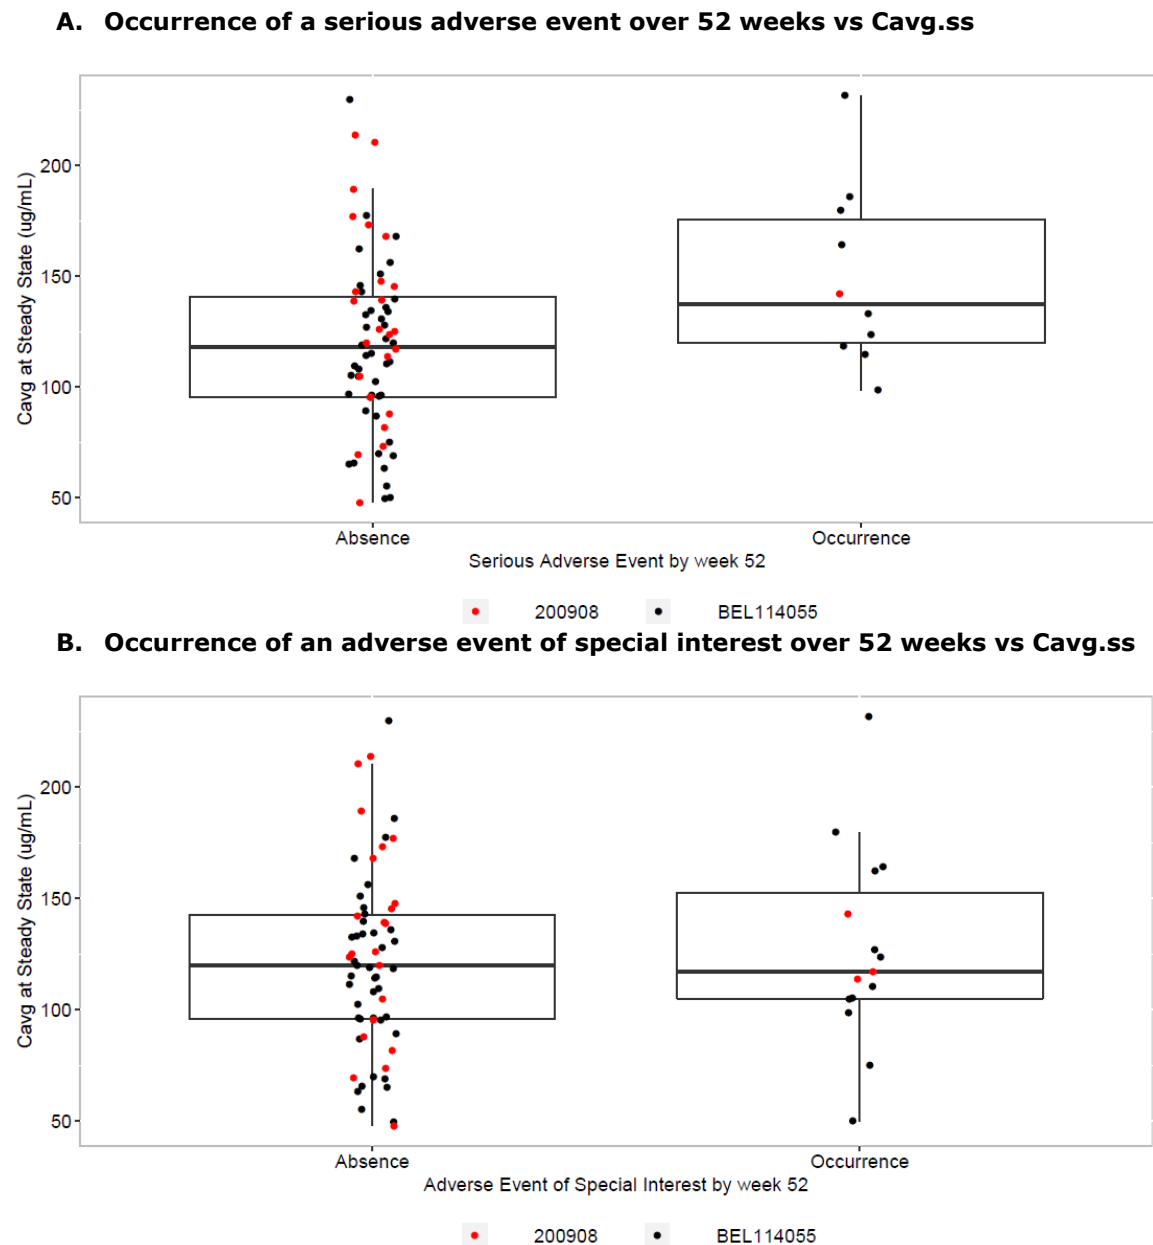 A. Occurrence of a serious adverse event over 52 weeks vs Cavg.ss
Cavg at Steady State (ug/mL)
200
150
100
50
Absence Occurrence
Serious Adverse Event by week 52
200908 BEL114055
B. Occurrence of an adverse event of special interest over 52 weeks vs Cavg.ss
Cavg at Steady State (ug/mL)
200
150
100
50
Absence Occurrence
Adverse Event of Special Interest by week 52
200908 BEL114055